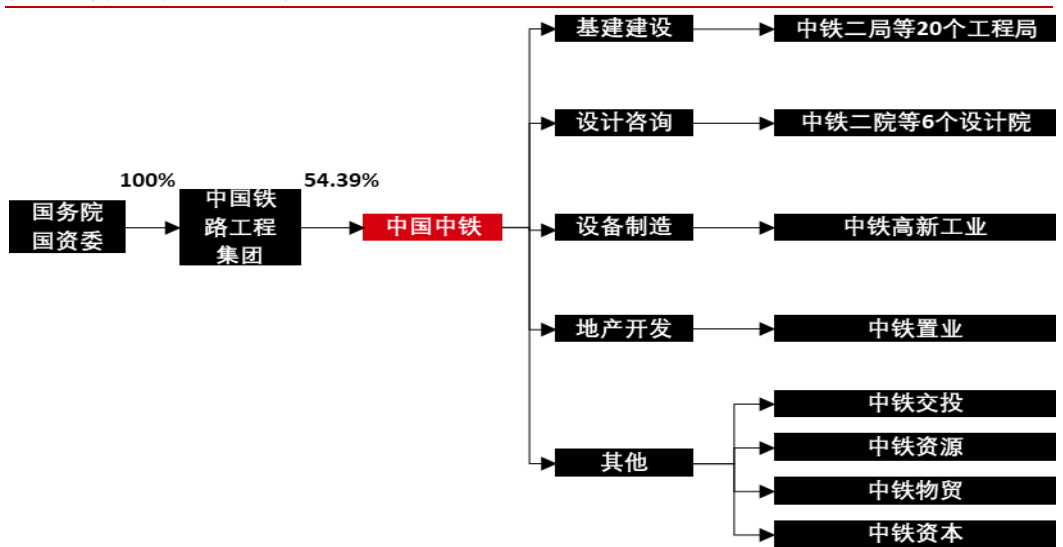 基建建设
中铁二局等20个工程局
设计咨询
中铁二院等6个设计院
100%
54.39%
国务院
国资委
中国铁
路工程
集团
中国中铁
设备制造
中铁高新工业
地产开发
中铁置业
其他
中铁交投
中铁资源
中铁物贸
中铁资本